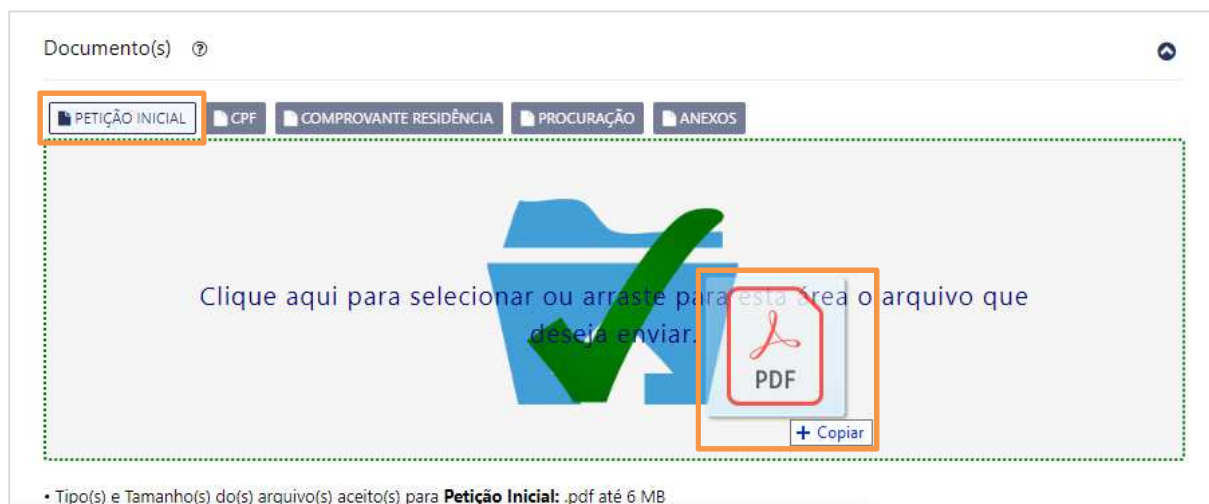 Documento(s) ?
PETIÇÃO INICIAL CPF COMPROVANTE RESIDÊNCIA PROCURAÇÃO ANEXOS
Clique aqui para selecionar ou arraste para esta área o arquivo que
deseja enviar.
PDF
+ Copiar
• Tipo(s) e Tamanho(s) do(s) arquivo(s) aceito(s) para Petição Inicial: .pdf até 6 MB